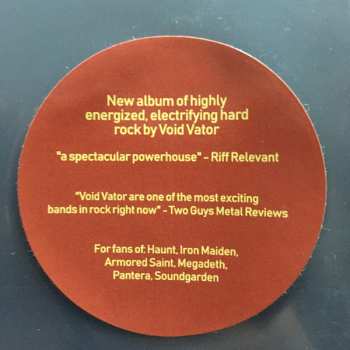 New album of highly
energized, electrifying hard
rock by Void Vator
"a spectacular powerhouse" - Riff Relevant
"Void Vator are one of the most exciting
bands in rock right now" - Two Guys Metal Reviews
For fans of: Haunt, Iron Maiden,
Armored Saint, Megadeth,
Pantera, Soundgarden